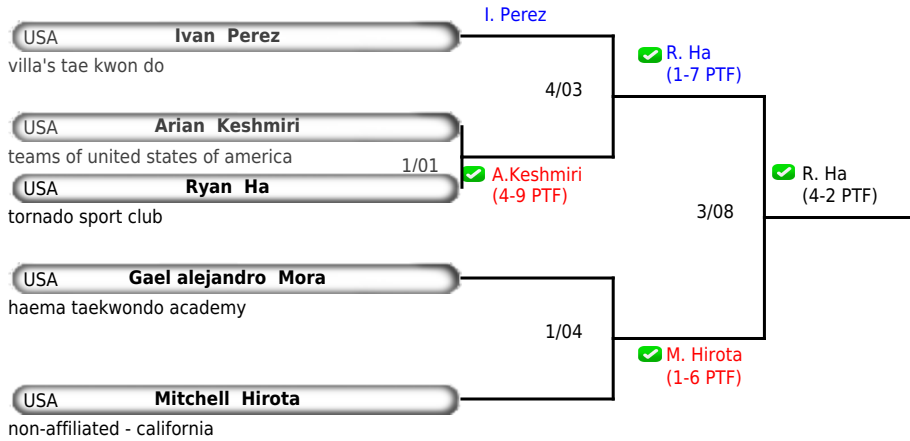 I. Perez
USA Ivan Perez
villa's tae kwon do
R. Ha
(1-7 PTF)
4/03
USA Arian Keshmiri
teams of united states of america
1/01
A.Keshmiri
(4-9 PTF)
R. Ha
(4-2 PTF)
USA Ryan Ha
tornado sport club
3/08
USA Gael alejandro Mora
haema taekwondo academy
1/04
M. Hirota
(1-6 PTF)
USA Mitchell Hirota
non-affiliated - california